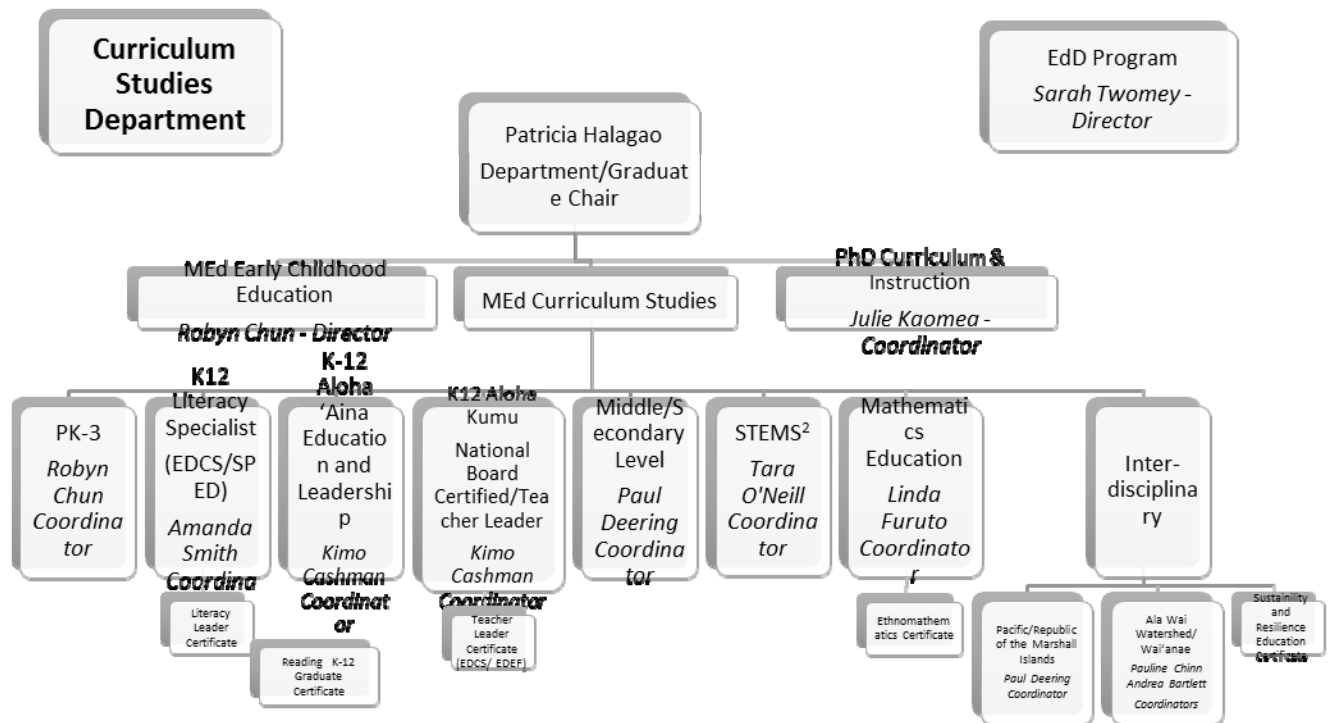 Curriculum
Studies
Department
EdD Program
Sarah Twomey -
Director
Patricia Halagao
Department/Graduat
e Chair
MEd Early Childhood
Education
Robyn Chun - Director
MEd Curriculum Studies
PhD Curriculum &
Instruction
Julie Kaomea -
Coordinator
PK-3
Robyn
Chun
Coordina
tor
K12
Literacy
Specialist
(EDCS/SP
ED)
Amanda
Smith
Coordina
K-12
Aloha
‘Aina
Educatio
n and
Leadershi
p
Kimo
Cashman
Coordinat
or
K12 Aloha
Kumu
National
Board
Certified/Tea
cher Leader
Kimo
Cashman
Coordinator
Middle/S
econdary
Level
Paul
Deering
Coordina
tor
STEMS²
Tara
O'Neill
Coordina
tor
Mathemati
cs
Education
Linda
Furuto
Coordinato
r
Inter-
disciplina
ry
Literacy
Leader
Certificate
Reading K-12
Graduate
Certificate
Teacher
Leader
Certificate
(EDCS/ EDEF)
Ethnomathem
atics Certificate
Pacific/Republic
of the Marshall
Islands
Paul Deering
Coordinator
Ala Wai
Watershed/
Wai‘anae
Pauline Chinn
Andrea Bartlett
Coordinators
Sustainility
and
Resilience
Education
Certificate